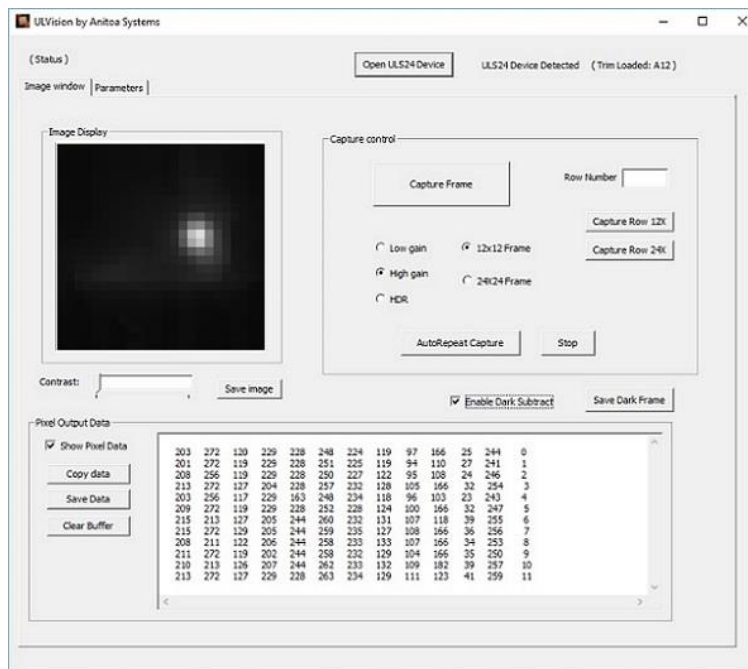 ULVision by Anitoa Systems
( Status )
Open ULS24 Device
ULS24 Device Detected ( Trim Loaded: A12 )
Image window
Parameters
Image Display
Capture control
Capture Frame
Row Number
Capture Row 12X
Low gain
12x12 Frame
Capture Row 24X
High gain
24X24 Frame
HDR
AutoRepeat Capture
Stop
Contrast:
Save image
Enable Dark Subtract
Save Dark Frame
Pixel Output Data
Show Pixel Data
Copy data
Save Data
Clear Buffer
203 272 120 229 228 248 224 119 97 166 25 244 0
201 272 119 229 228 251 225 119 94 110 27 241 1
208 256 119 229 228 250 227 122 95 108 24 246 2
213 272 127 204 228 257 232 128 105 166 32 254 3
203 256 117 229 163 248 234 118 96 103 23 243 4
209 272 119 229 228 252 228 124 100 166 32 247 5
215 213 127 205 244 260 232 131 107 118 39 255 6
215 272 129 205 244 259 235 127 108 166 36 256 7
208 211 122 206 244 258 233 133 107 166 34 253 8
211 272 119 202 244 258 232 129 104 166 35 250 9
210 213 126 207 244 262 233 132 109 182 39 257 10
213 272 127 229 228 263 234 129 111 123 41 259 11